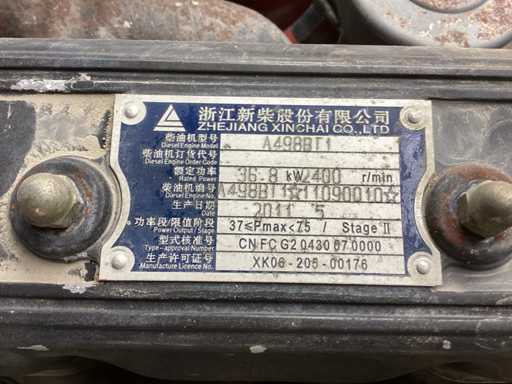 浙江新柴股份有限公司
ZHEJIANG XINCHAI CO.,LTD
柴油机型号 A498BT1
Diesel Engine Model
柴油机订货代号
Diesel Engine Order Code
额定功率 36.8 kW/2400 r/min
Rated Power
柴油机编号 A498BT1☆11090010☆
Diesel Engine No.
生产日期 2011 5
Date
功率段/限值阶段 37≤Pmax<75 / Stage Ⅱ
Power Output / Stage
型式核准号 CN FC G2 0430 67 0000
Type-approval Number
生产许可证号 XK06-205-00176
Manufacture Licence No.